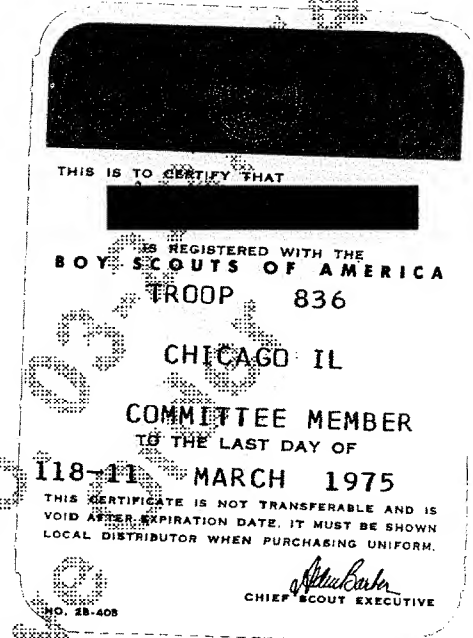 THIS IS TO CERTIFY THAT
IS REGISTERED WITH THE
BOY SCOUTS OF AMERICA
TROOP 836
CHICAGO IL
COMMITTEE MEMBER
TO THE LAST DAY OF
118-11 MARCH 1975
THIS CERTIFICATE IS NOT TRANSFERABLE AND IS
VOID AFTER EXPIRATION DATE. IT MUST BE SHOWN
LOCAL DISTRIBUTOR WHEN PURCHASING UNIFORM.
Alden Barber
CHIEF SCOUT EXECUTIVE
NO. 28-408